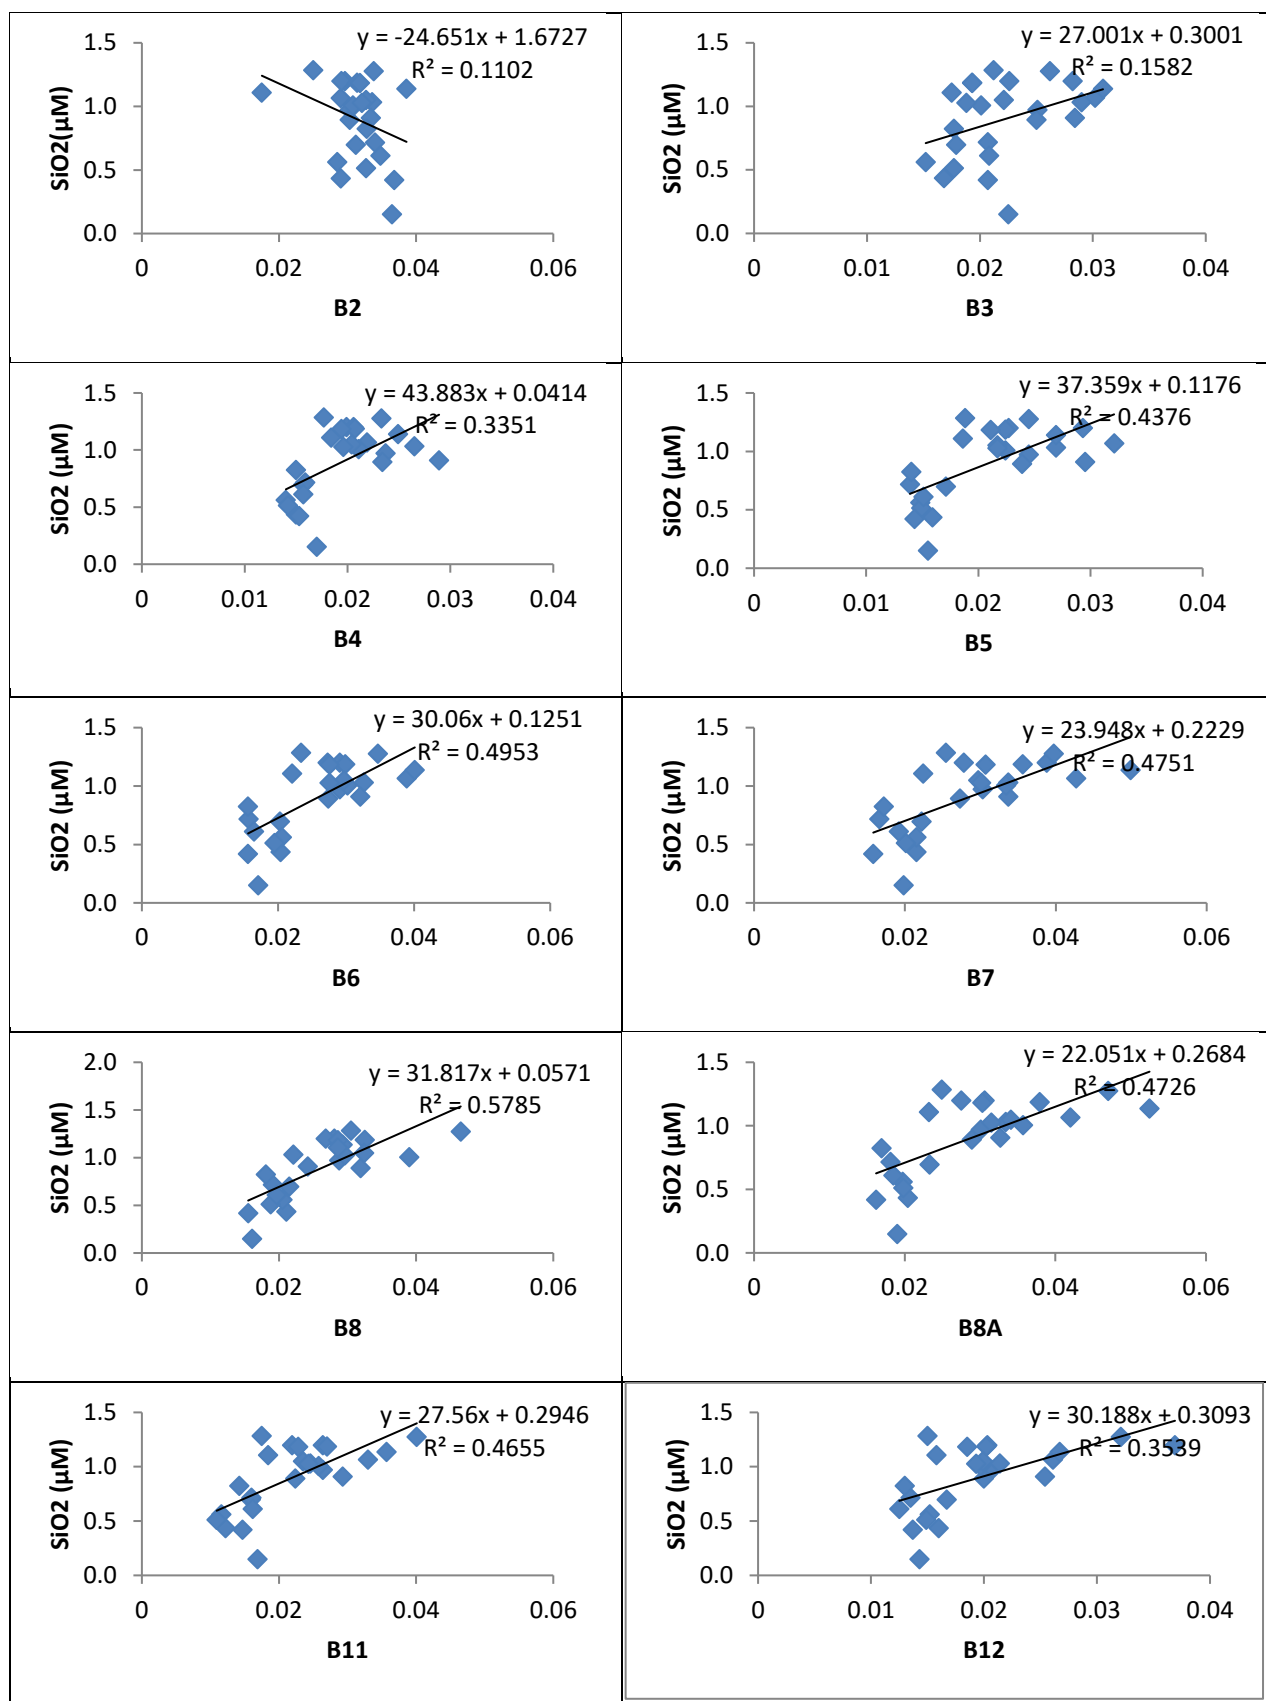 y = -24.651x + 1.6727
R² = 0.1102
SiO2(µM)
1.5
1.0
0.5
0.0
0 0.02 0.04 0.06
B2
y = 27.001x + 0.3001
R² = 0.1582
SiO2 (µM)
1.5
1.0
0.5
0.0
0 0.01 0.02 0.03 0.04
B3
y = 43.883x + 0.0414
R² = 0.3351
SiO2 (µM)
1.5
1.0
0.5
0.0
0 0.01 0.02 0.03 0.04
B4
y = 37.359x + 0.1176
R² = 0.4376
SiO2 (µM)
1.5
1.0
0.5
0.0
0 0.01 0.02 0.03 0.04
B5
y = 30.06x + 0.1251
R² = 0.4953
SiO2 (µM)
1.5
1.0
0.5
0.0
0 0.02 0.04 0.06
B6
y = 23.948x + 0.2229
R² = 0.4751
SiO2 (µM)
1.5
1.0
0.5
0.0
0 0.02 0.04 0.06
B7
y = 31.817x + 0.0571
R² = 0.5785
SiO2 (µM)
2.0
1.5
1.0
0.5
0.0
0 0.02 0.04 0.06
B8
y = 22.051x + 0.2684
R² = 0.4726
SiO2 (µM)
1.5
1.0
0.5
0.0
0 0.02 0.04 0.06
B8A
y = 27.56x + 0.2946
R² = 0.4655
SiO2 (µM)
1.5
1.0
0.5
0.0
0 0.02 0.04 0.06
B11
y = 30.188x + 0.3093
R² = 0.3539
SiO2 (µM)
1.5
1.0
0.5
0.0
0 0.01 0.02 0.03 0.04
B12